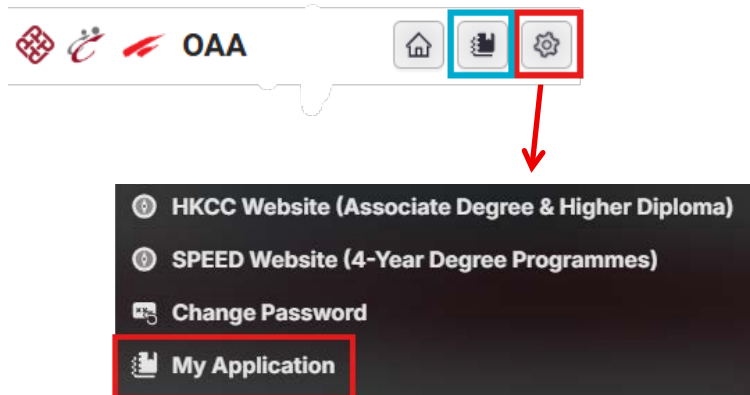 OAA
HKCC Website (Associate Degree & Higher Diploma)
SPEED Website (4-Year Degree Programmes)
Change Password
My Application